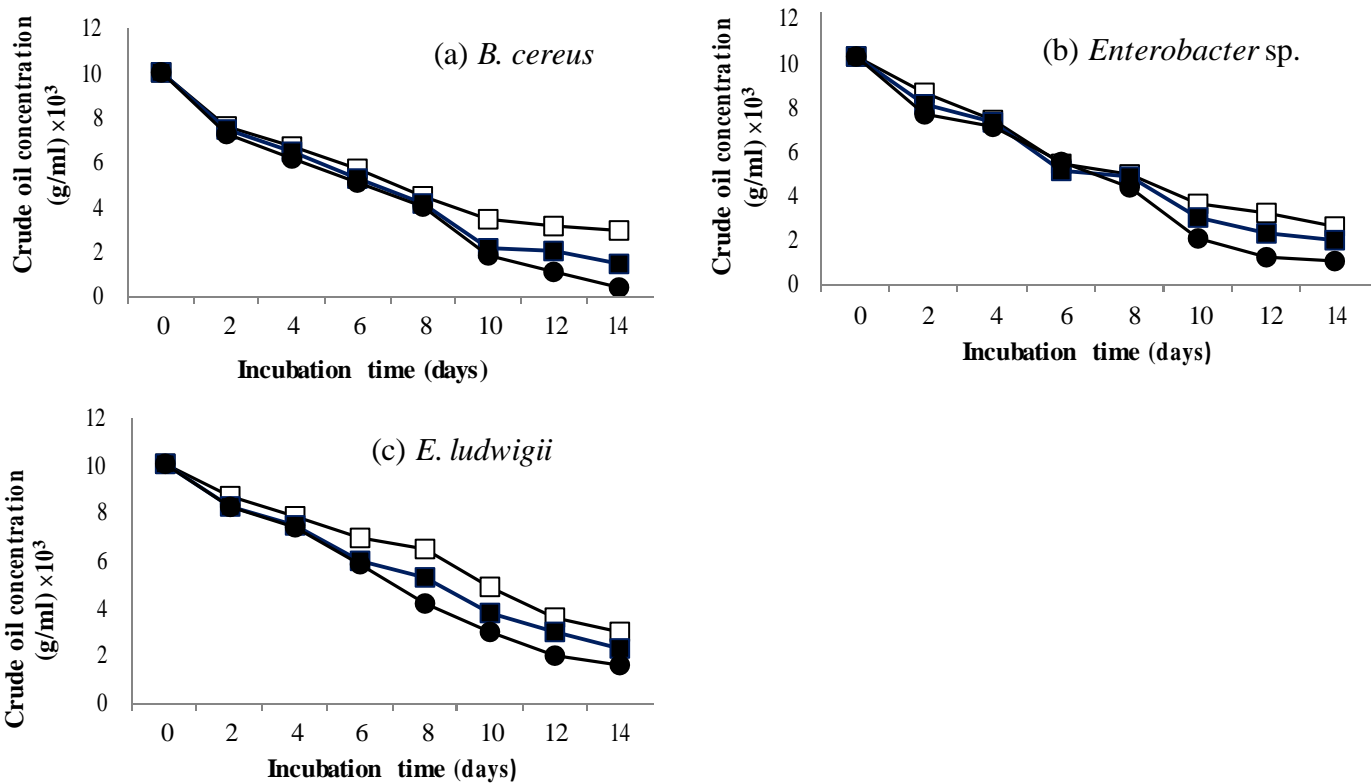 (a) B. cereus
Crude oil concentration
(g/ml) ×10³
12
10
8
6
4
2
0
0 2 4 6 8 10 12 14
Incubation time (days)
(b) Enterobacter sp.
Crude oil concentration
(g/ml) ×10³
12
10
8
6
4
2
0
0 2 4 6 8 10 12 14
Incubation time (days)
(c) E. ludwigii
Crude oil concentration
(g/ml) ×10³
12
10
8
6
4
2
0
0 2 4 6 8 10 12 14
Incubation time (days)